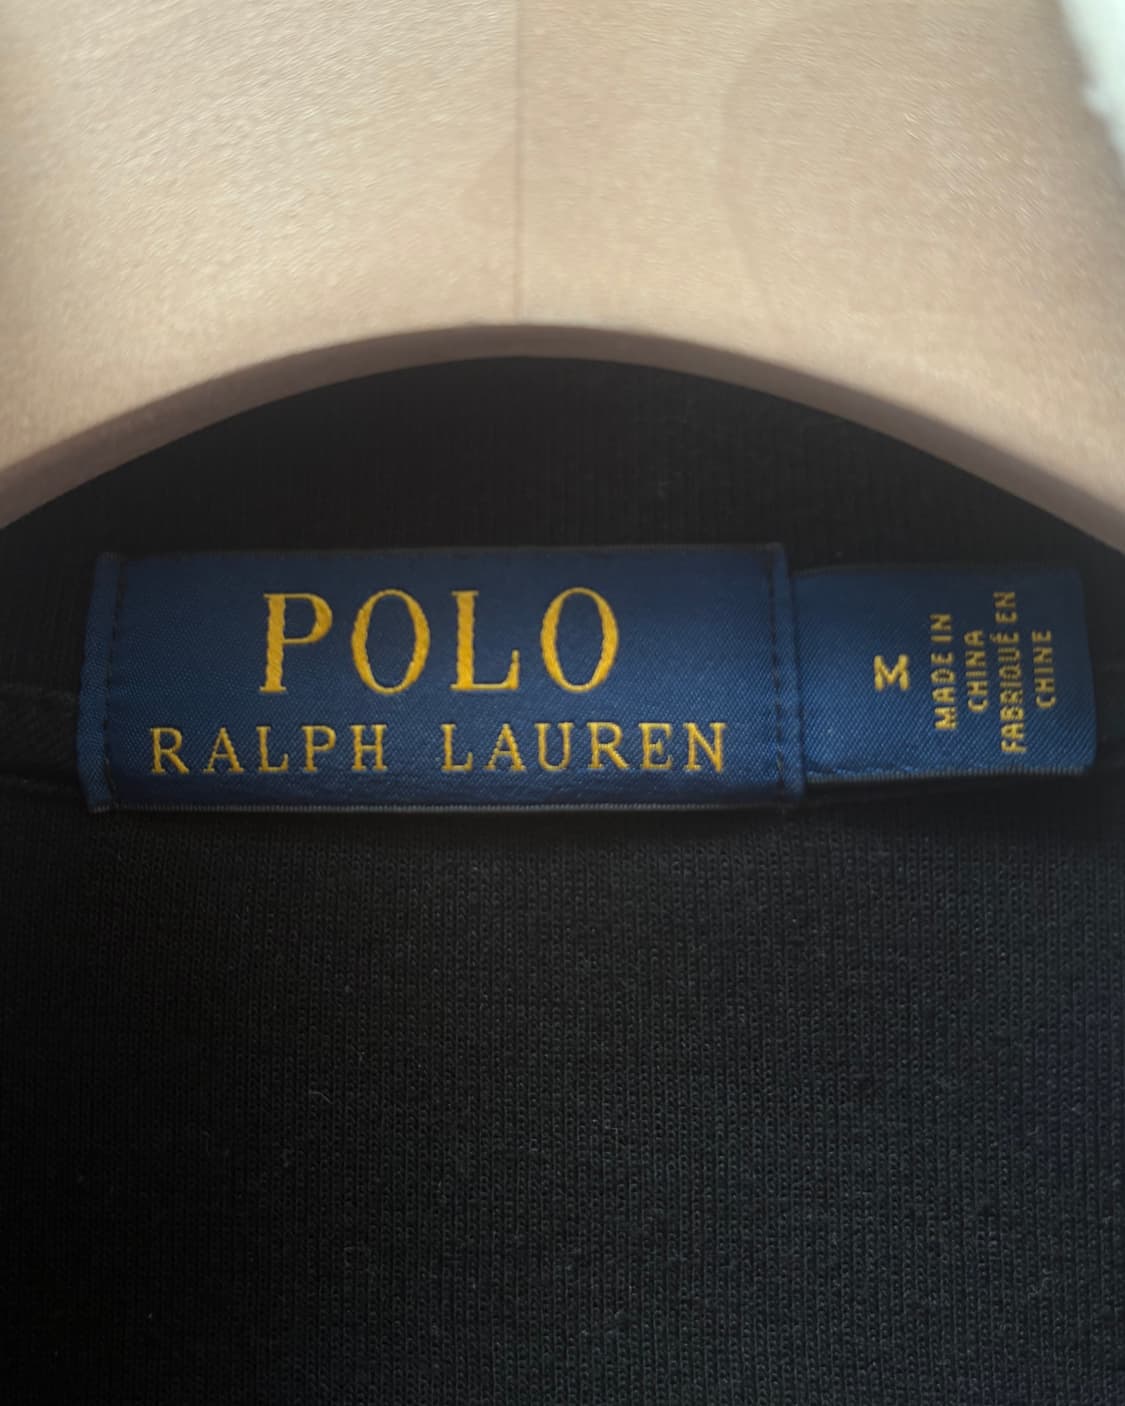 POLO
RALPH LAUREN
M
MADE IN
CHINA
FABRIQUÉ EN
CHINE